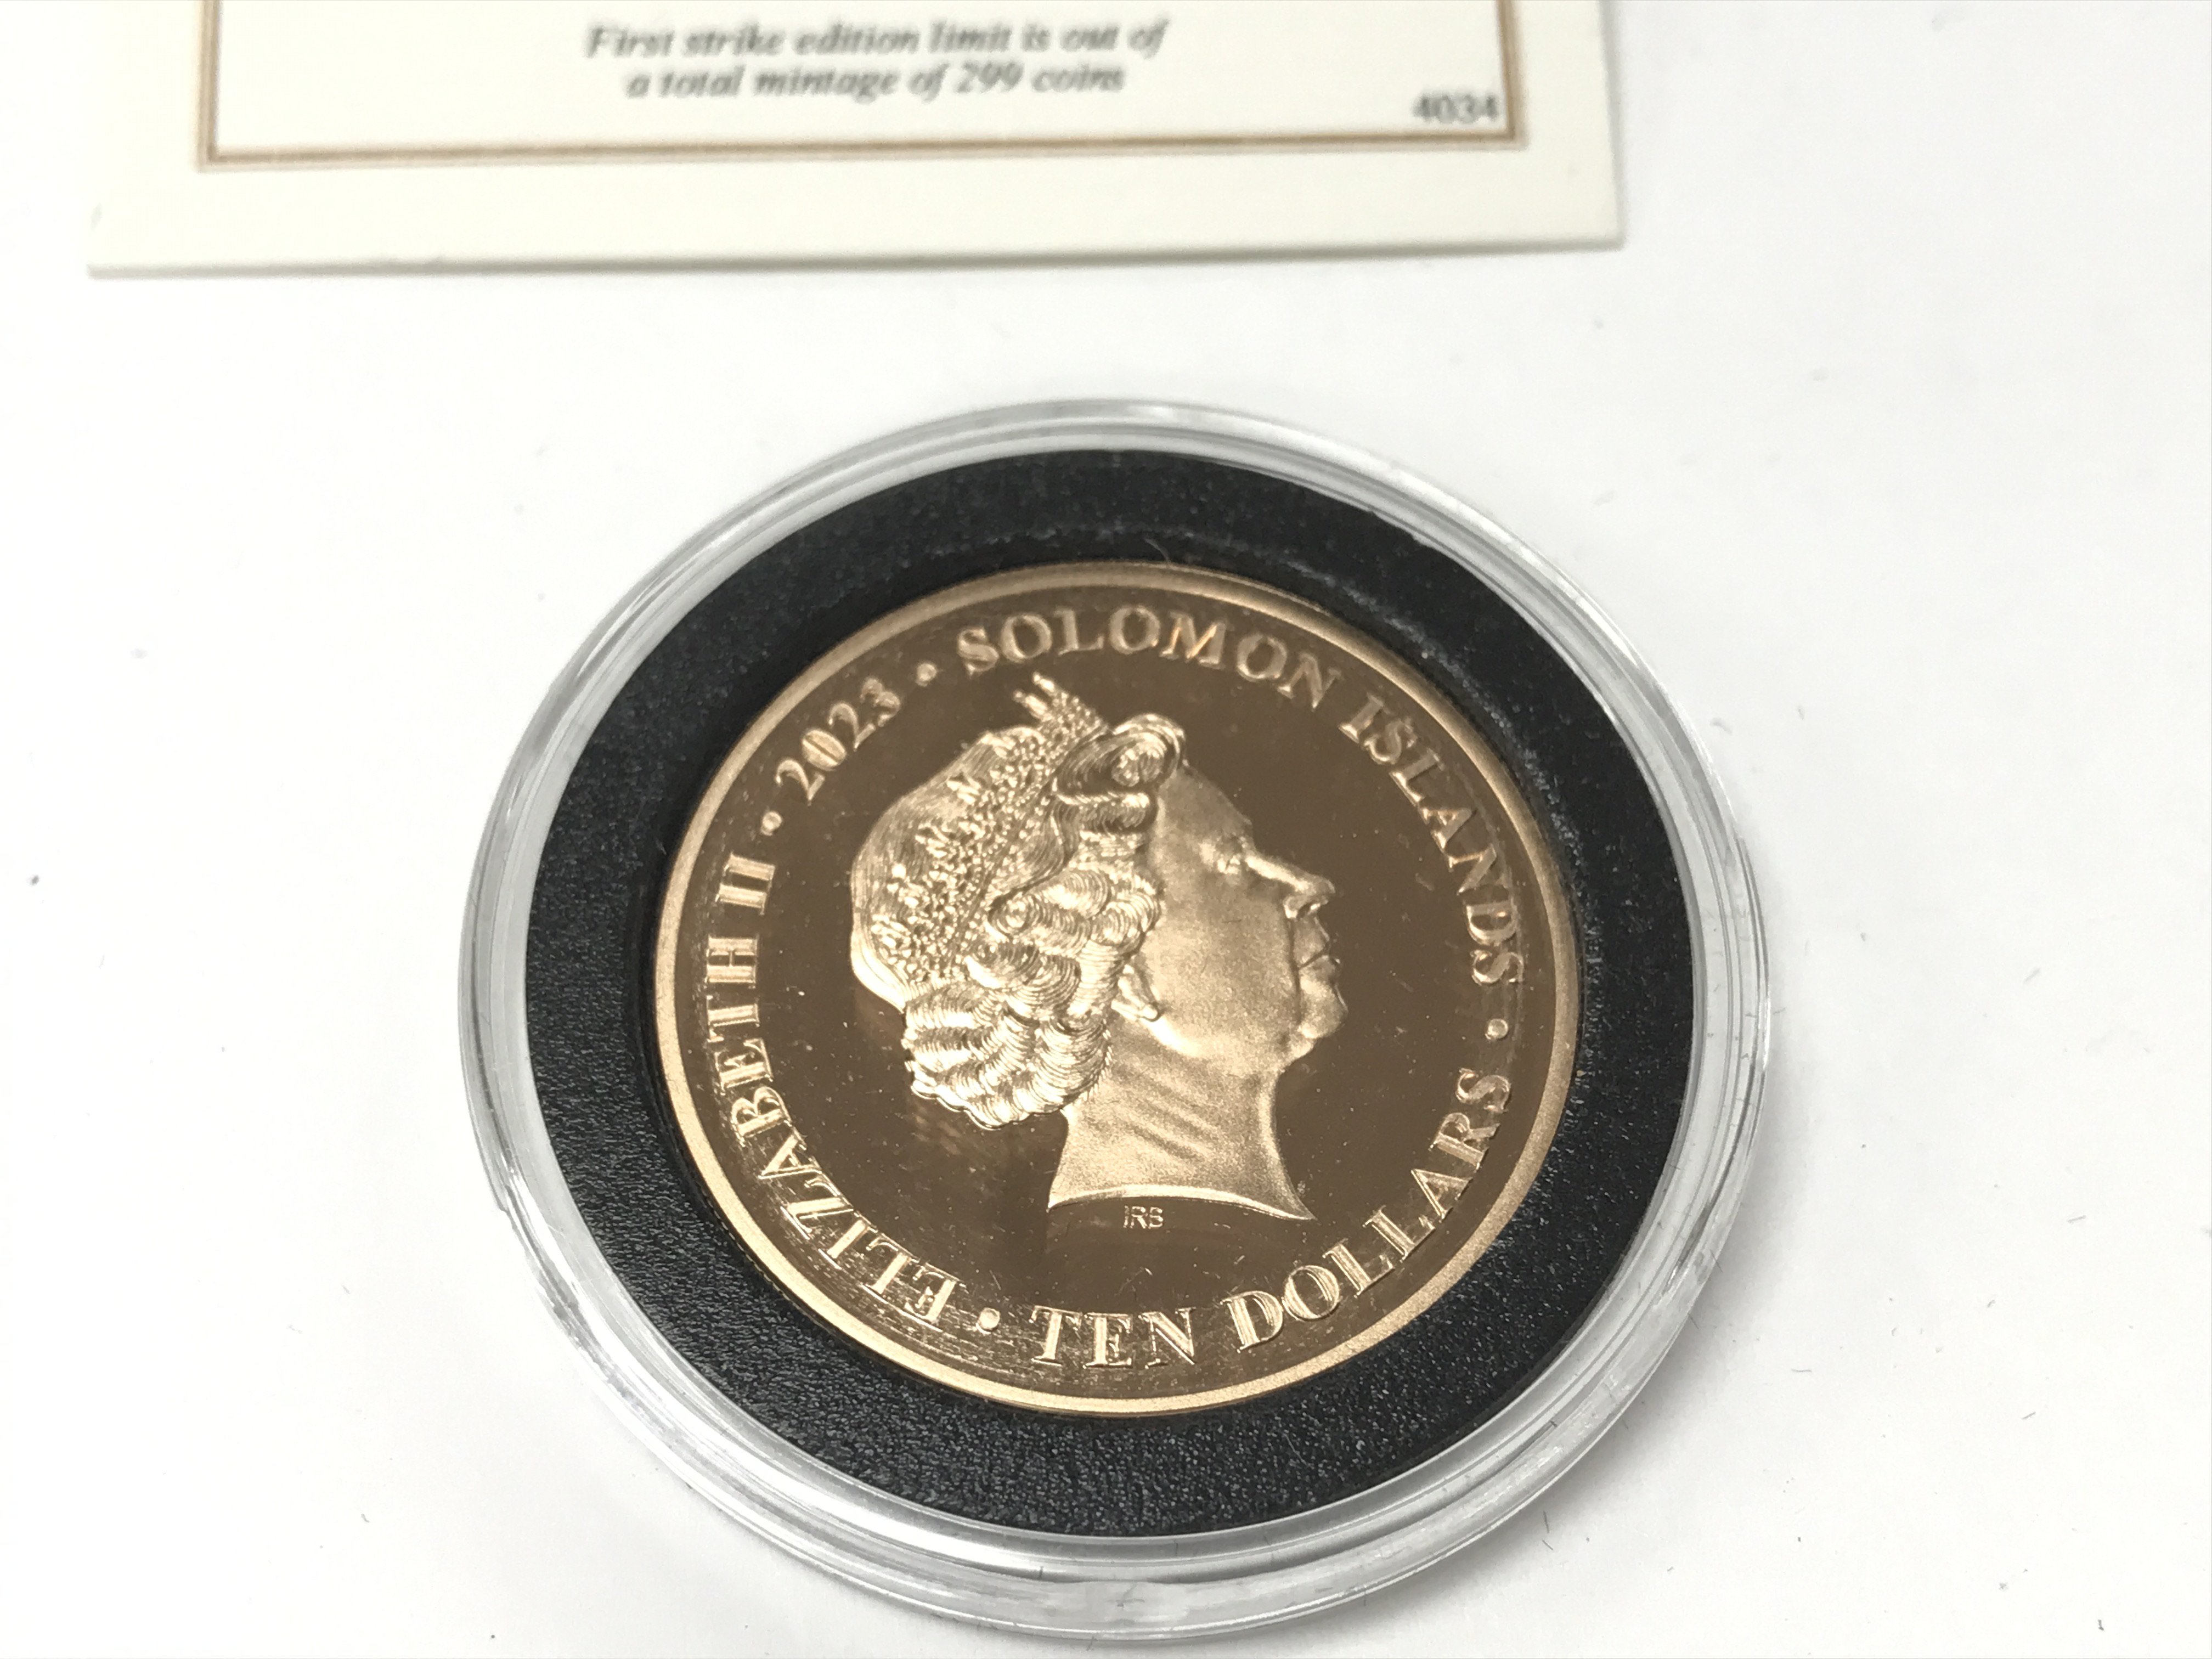 First strike edition limit is out of
a total mintage of 299 coins
4034
ELIZABETH II • 2023 • SOLOMON ISLANDS • TEN DOLLARS •
IRB